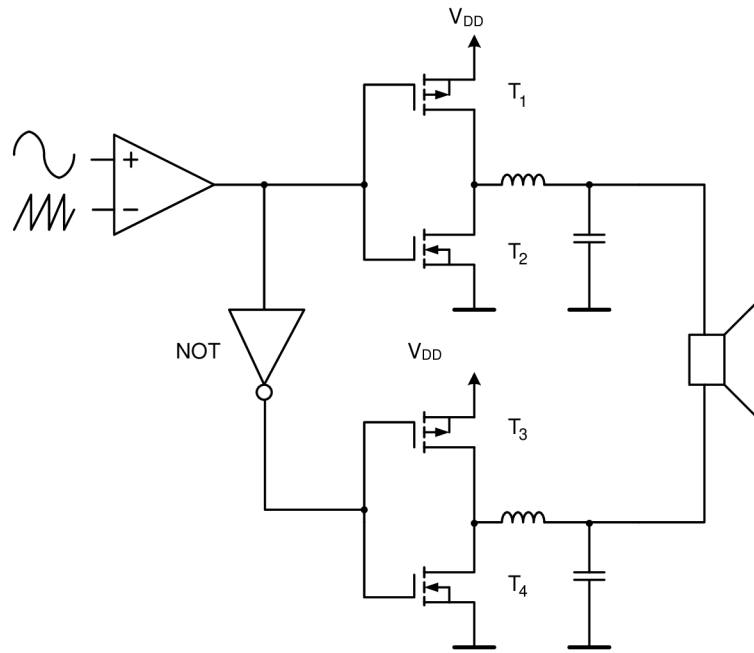 V_DD
T_1
+
−
T_2
NOT
V_DD
T_3
T_4